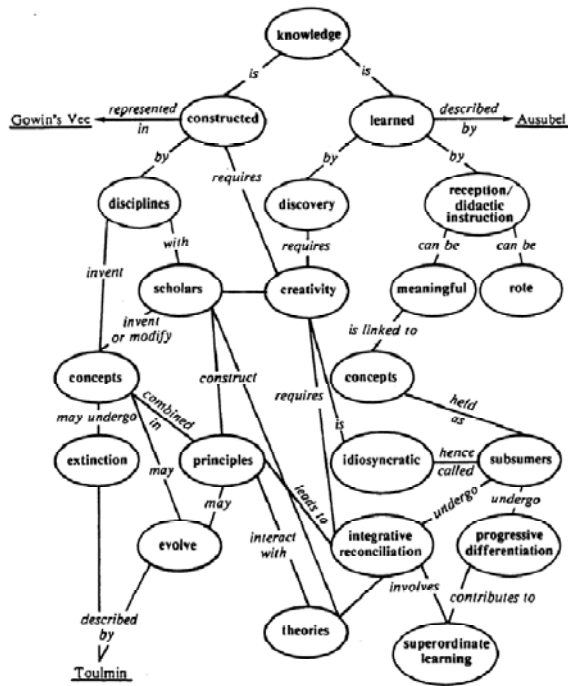 knowledge
is
is
Gowin's Vee
represented
in
constructed
learned
described
by
Ausubel
by
requires
by
by
disciplines
discovery
reception/
didactic
instruction
with
requires
can be
can be
invent
scholars
creativity
meaningful
rote
invent
or modify
is linked to
concepts
combined
in
construct
requires
concepts
held
as
may undergo
is
extinction
may
principles
idiosyncratic
hence
called
subsumers
may
leads to
undergo
undergo
evolve
interact
with
integrative
reconciliation
progressive
differentiation
described
by
involves
contributes to
theories
superordinate
learning
Toulmin